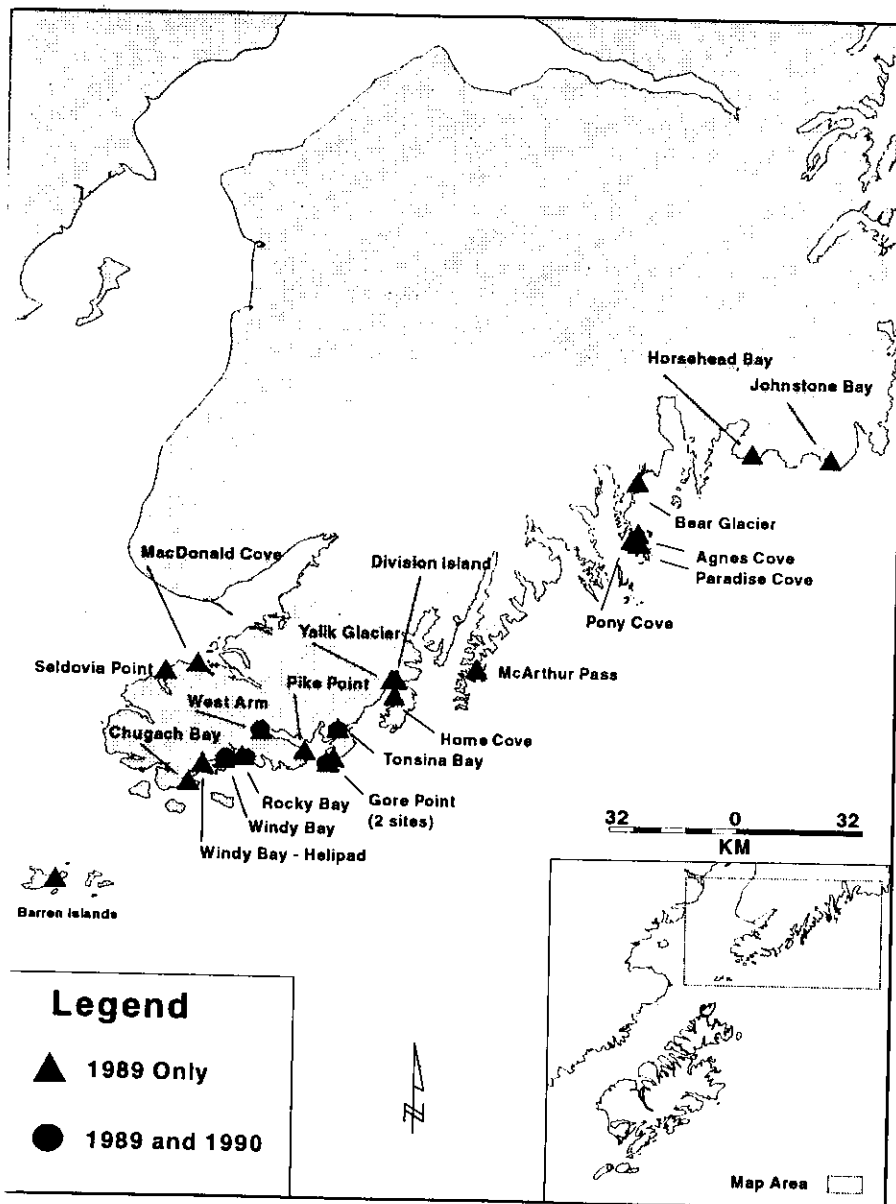 Horsehead Bay
Johnstone Bay
Bear Glacier
MacDonald Cove
Division Island
Agnes Cove
Paradise Cove
Pony Cove
Yalik Glacier
Seldovia Point
Pike Point
McArthur Pass
West Arm
Chugach Bay
Home Cove
Tonsina Bay
Rocky Bay
Gore Point
(2 sites)
Windy Bay
Windy Bay - Helipad
32 0 32
KM
Barren Islands
Legend
1989 Only
1989 and 1990
N
Map Area